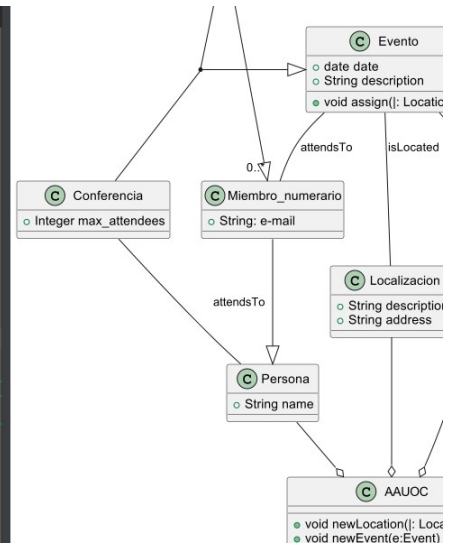 C Evento
date date
String description
void assign(|: Locatio
attendsTo
isLocated
0..*
C Conferencia
Integer max_attendees
C Miembro_numerario
String: e-mail
C Localizacion
String description
String address
attendsTo
C Persona
String name
C AAUOC
void newLocation(|: Loca
void newEvent(e:Event)